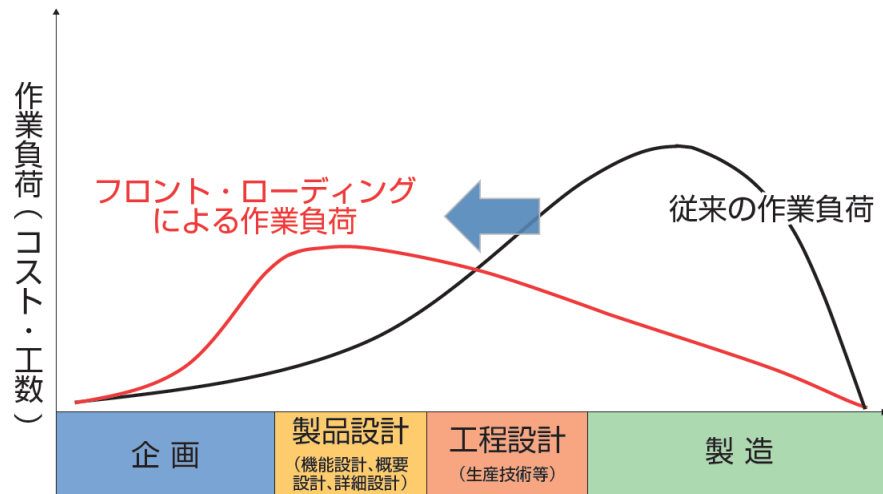 作業負荷（コスト・工数）
フロント・ローディング
による作業負荷
従来の作業負荷
企 画
製品設計
（機能設計、概要
設計、詳細設計）
工程設計
（生産技術等）
製 造